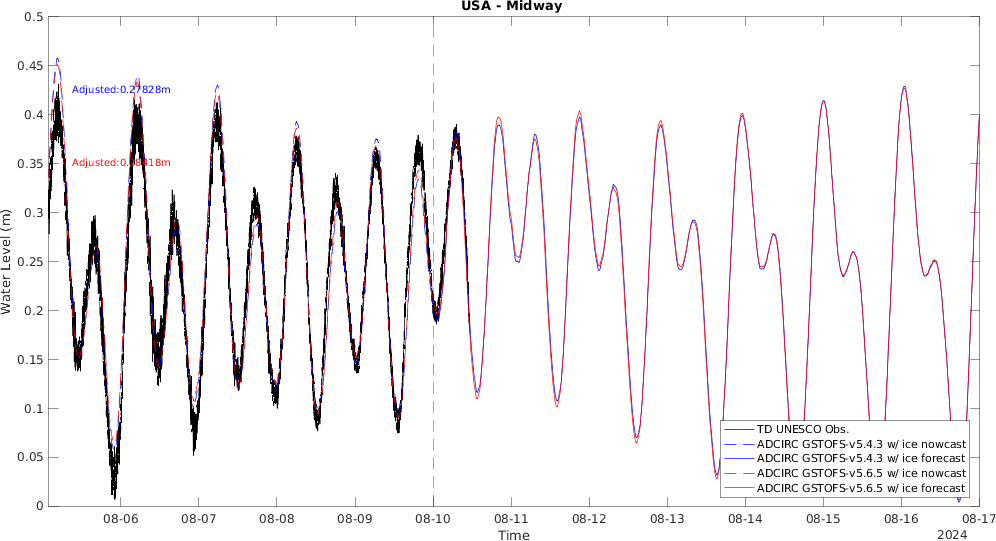 USA - Midway
0.5
0.45
0.4
0.35
0.3
0.25
0.2
0.15
0.1
0.05
0
Water Level (m)
Adjusted:0.27828m
TD UNESCO Obs.
ADCIRC GSTOFS-v5.4.3 w/ ice nowcast
ADCIRC GSTOFS-v5.4.3 w/ ice forecast
ADCIRC GSTOFS-v5.6.5 w/ ice nowcast
ADCIRC GSTOFS-v5.6.5 w/ ice forecast
08-06 08-07 08-08 08-09 08-10 08-11 08-12 08-13 08-14 08-15 08-16 08-17
Time
2024